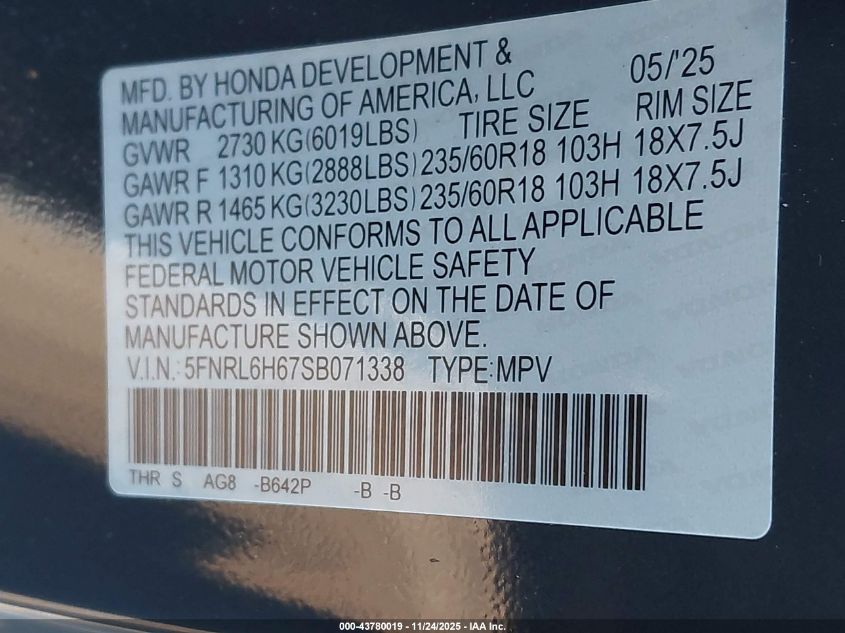 MFD. BY HONDA DEVELOPMENT & 05/'25
MANUFACTURING OF AMERICA, LLC
TIRE SIZE RIM SIZE
GVWR 2730 KG(6019LBS)
GAWR F 1310 KG(2888LBS) 235/60R18 103H 18X7.5J
GAWR R 1465 KG(3230LBS) 235/60R18 103H 18X7.5J
THIS VEHICLE CONFORMS TO ALL APPLICABLE
FEDERAL MOTOR VEHICLE SAFETY
STANDARDS IN EFFECT ON THE DATE OF
MANUFACTURE SHOWN ABOVE.
V.I.N.: 5FNRL6H67SB071338 TYPE:MPV
THR S AG8 -B642P -B -B
000-43780019 - 11/24/2025 - IAA Inc.